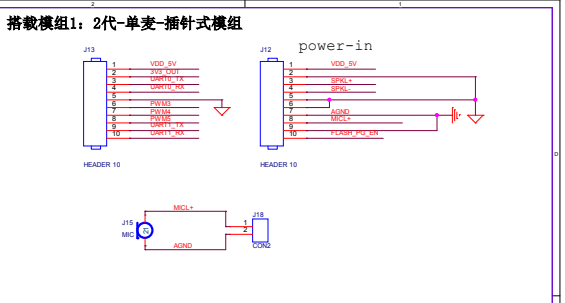 2
1
搭载模组1：2代-单麦-插针式模组
power-in
J13
1 VDD_5V
2 3V3_OUT
3 UART0_TX
4 UART0_RX
5
6 PWM3
7 PWM4
8 PWM5
9 UART1_TX
10 UART1_RX
HEADER 10
J12
1 VDD_5V
2
3 SPKL+
4 SPKL-
5
6
7 AGND
8 MICL+
9
10 FLASH_PG_EN
HEADER 10
D
MICL+
J15
MIC
21
AGND
J18
1
2
CON2